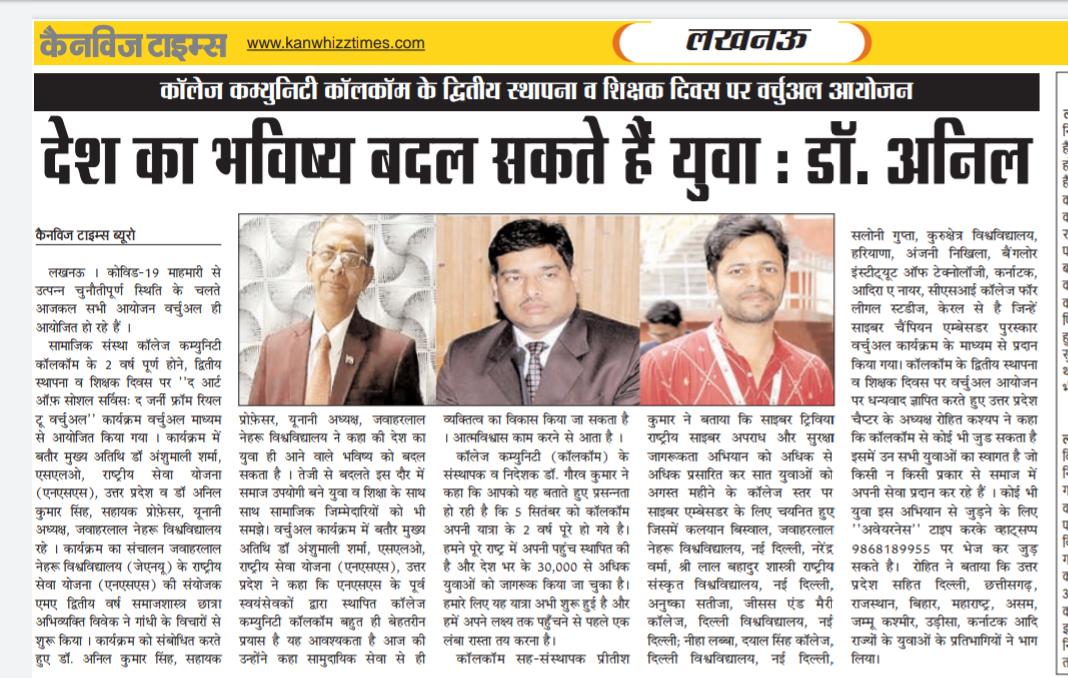 कैनविज टाइम्स
www.kanwhizztimes.com
लखनऊ
कॉलेज कम्युनिटी कॉलकॉम के द्वितीय स्थापना व शिक्षक दिवस पर वर्चुअल आयोजन
देश का भविष्य बदल सकते हैं युवा : डॉ. अनिल
कैनविज टाइम्स ब्यूरो
लखनऊ । कोविड-19 माहमारी से
उत्पन्न चुनौतीपूर्ण स्थिति के चलते
आजकल सभी आयोजन वर्चुअल ही
आयोजित हो रहे हैं ।
सामाजिक संस्था कॉलेज कम्युनिटी
कॉलकॉम के 2 वर्ष पूर्ण होने, द्वितीय
स्थापना व शिक्षक दिवस पर ''द आर्ट
ऑफ़ सोशल सर्विसः द जर्नी फ्रॉम रियल
टू वर्चुअल'' कार्यक्रम वर्चुअल माध्यम
से आयोजित किया गया । कार्यक्रम में
बतौर मुख्य अतिथि डॉ अंशुमाली शर्मा,
एसएलओ, राष्ट्रीय सेवा योजना
(एनएसएस), उत्तर प्रदेश व डॉ अनिल
कुमार सिंह, सहायक प्रोफ़ेसर, यूनानी
अध्यक्ष, जवाहरलाल नेहरू विश्वविद्यालय
रहे । कार्यक्रम का संचालन जवाहरलाल
नेहरू विश्वविद्यालय (जेएनयू) के राष्ट्रीय
सेवा योजना (एनएसएस) की संयोजक
एमए द्वितीय वर्ष समाजशास्त्र छात्रा
अभिव्यक्ति विवेक ने गांधी के विचारों से
शुरू किया । कार्यक्रम को संबोधित करते
हुए डॉ. अनिल कुमार सिंह, सहायक
प्रोफ़ेसर, यूनानी अध्यक्ष, जवाहरलाल
नेहरू विश्वविद्यालय ने कहा की देश का
युवा ही आने वाले भविष्य को बदल
सकता है । तेजी से बदलते इस दौर में
समाज उपयोगी बने युवा व शिक्षा के साथ
साथ सामाजिक जिम्मेदारियों को भी
समझे। वर्चुअल कार्यक्रम में बतौर मुख्य
अतिथि डॉ अंशुमाली शर्मा, एसएलओ,
राष्ट्रीय सेवा योजना (एनएसएस), उत्तर
प्रदेश ने कहा कि एनएसएस के पूर्व
स्वयंसेवकों द्वारा स्थापित कॉलेज
कम्युनिटी कॉलकॉम बहुत ही बेहतरीन
प्रयास है यह आवश्यकता है आज की
उन्होंने कहा सामुदायिक सेवा से ही
व्यक्तित्व का विकास किया जा सकता है
। आत्मविश्वास काम करने से आता है ।
कॉलेज कम्युनिटी (कॉलकॉम) के
संस्थापक व निदेशक डॉ. गौरव कुमार ने
कहा कि आपको यह बताते हुए प्रसन्नता
हो रही है कि 5 सितंबर को कॉलकॉम
अपनी यात्रा के 2 वर्ष पूरे हो गये है।
हमने पूरे राष्ट्र में अपनी पहुंच स्थापित की
है और देश भर के 30,000 से अधिक
युवाओं को जागरूक किया जा चुका है।
हमारे लिए यह यात्रा अभी शुरू हुई है और
हमें अपने लक्ष्य तक पहुँचने से पहले एक
लंबा रास्ता तय करना है।
कॉलकॉम सह-संस्थापक प्रीतीश
कुमार ने बताया कि साइबर ट्रिविया
राष्ट्रीय साइबर अपराध और सुरक्षा
जागरूकता अभियान को अधिक से
अधिक प्रसारित कर सात युवाओं को
अगस्त महीने के कॉलेज स्तर पर
साइबर एम्बेसडर के लिए चयनित हुए
जिसमें कलयान बिस्वाल, जवाहरलाल
नेहरू विश्वविद्यालय, नई दिल्ली, नरेंद्र
वर्मा, श्री लाल बहादुर शास्त्री राष्ट्रीय
संस्कृत विश्वविद्यालय, नई दिल्ली,
अनुष्का सतीजा, जीसस एंड मैरी
कॉलेज, दिल्ली विश्वविद्यालय, नई
दिल्ली; नीहा लब्बा, दयाल सिंह कॉलेज,
दिल्ली विश्वविद्यालय, नई दिल्ली,
सलोनी गुप्ता, कुरुक्षेत्र विश्वविद्यालय,
हरियाणा, अंजनी निखिला, बैंगलोर
इंस्टीट्यूट ऑफ टेक्नोलॉजी, कर्नाटक,
आदिरा ए नायर, सीएसआई कॉलेज फॉर
लीगल स्टडीज, केरल से है जिन्हें
साइबर चैंपियन एम्बेसडर पुरस्कार
वर्चुअल कार्यक्रम के माध्यम से प्रदान
किया गया। कॉलकॉम के द्वितीय स्थापना
व शिक्षक दिवस पर वर्चुअल आयोजन
पर धन्यवाद ज्ञापित करते हुए उत्तर प्रदेश
चैप्टर के अध्यक्ष रोहित कश्यप ने कहा
कि कॉलकॉम से कोई भी जुड सकता है
इसमें उन सभी युवाओं का स्वागत है जो
किसी न किसी प्रकार से समाज में
अपनी सेवा प्रदान कर रहे हैं । कोई भी
युवा इस अभियान से जुड़ने के लिए
''अवेयरनेस'' टाइप करके व्हाट्सप्प
9868189955 पर भेज कर जुड़
सकते है। रोहित ने बताया कि उत्तर
प्रदेश सहित दिल्ली, छत्तीसगढ़,
राजस्थान, बिहार, महाराष्ट्र, असम,
जम्मू कश्मीर, उड़ीसा, कर्नाटक आदि
राज्यों के युवाओं के प्रतिभागियों ने भाग
लिया।